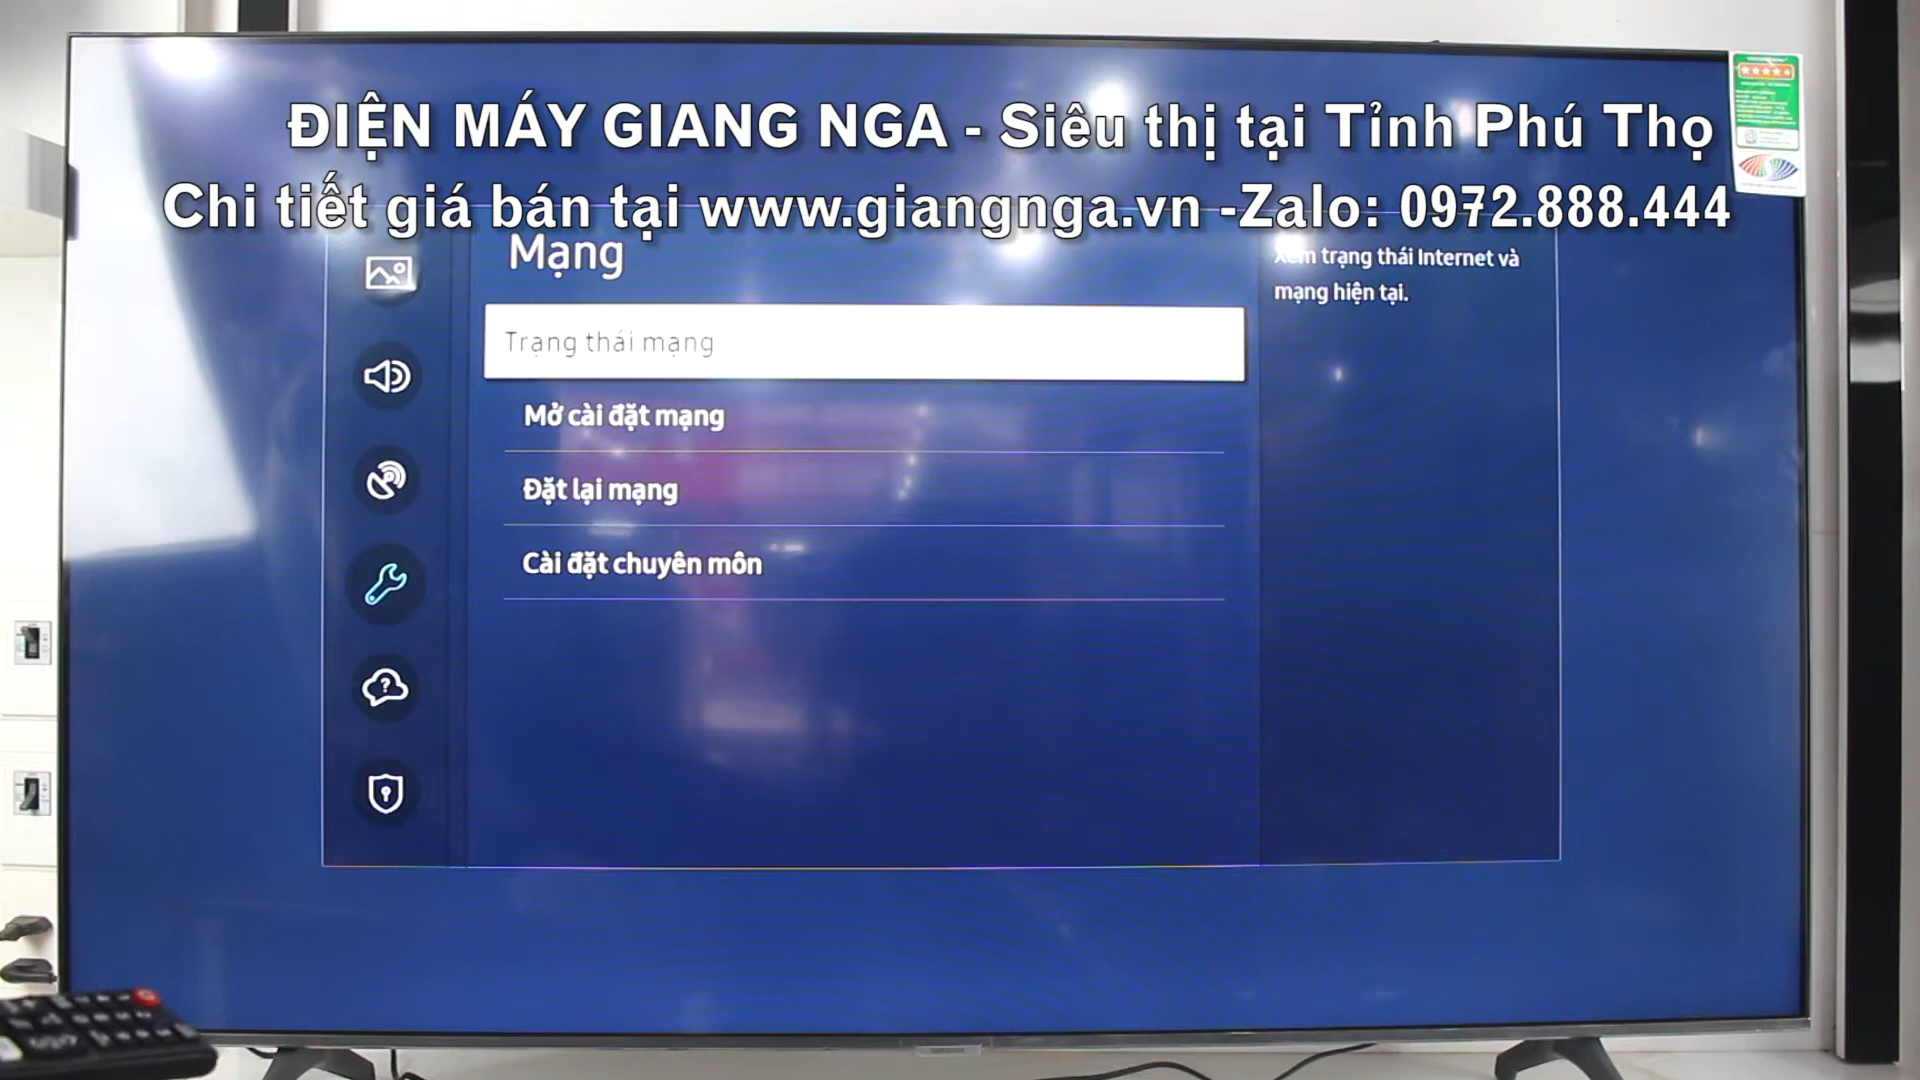 ĐIỆN MÁY GIANG NGA - Siêu thị tại Tỉnh Phú Thọ
Chi tiết giá bán tại www.giangnga.vn -Zalo: 0972.888.444
Mạng
Trạng thái mạng
Mở cài đặt mạng
Đặt lại mạng
Cài đặt chuyên môn
Xem trạng thái Internet và
mạng hiện tại.